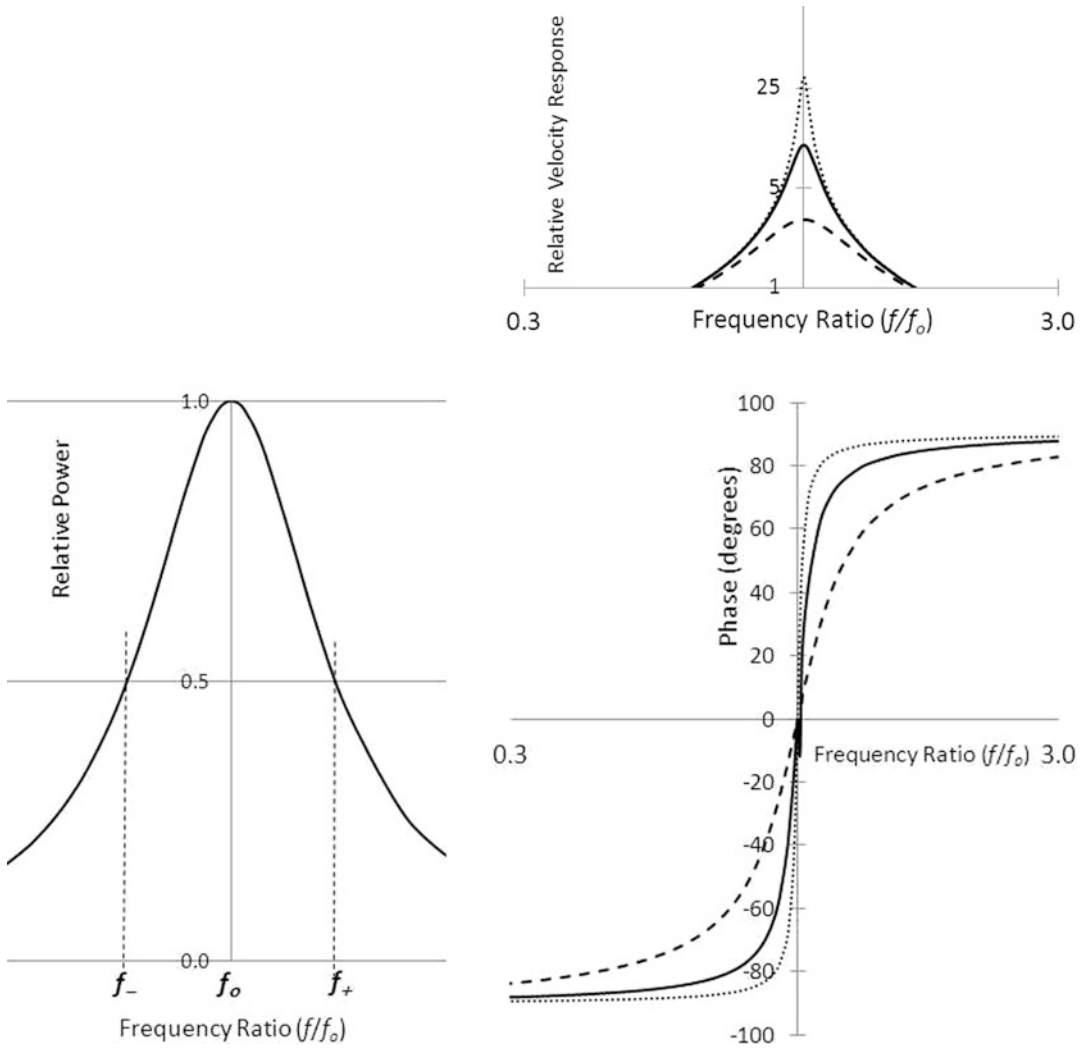 Relative Velocity Response
25
5
1
0.3
3.0
Frequency Ratio (f/fₒ)
Relative Power
1.0
0.5
0.0
f₋
fₒ
f₊
Frequency Ratio (f/fₒ)
Phase (degrees)
100
80
60
40
20
0
-20
-40
-60
-80
-100
0.3
Frequency Ratio (f/fₒ)
3.0